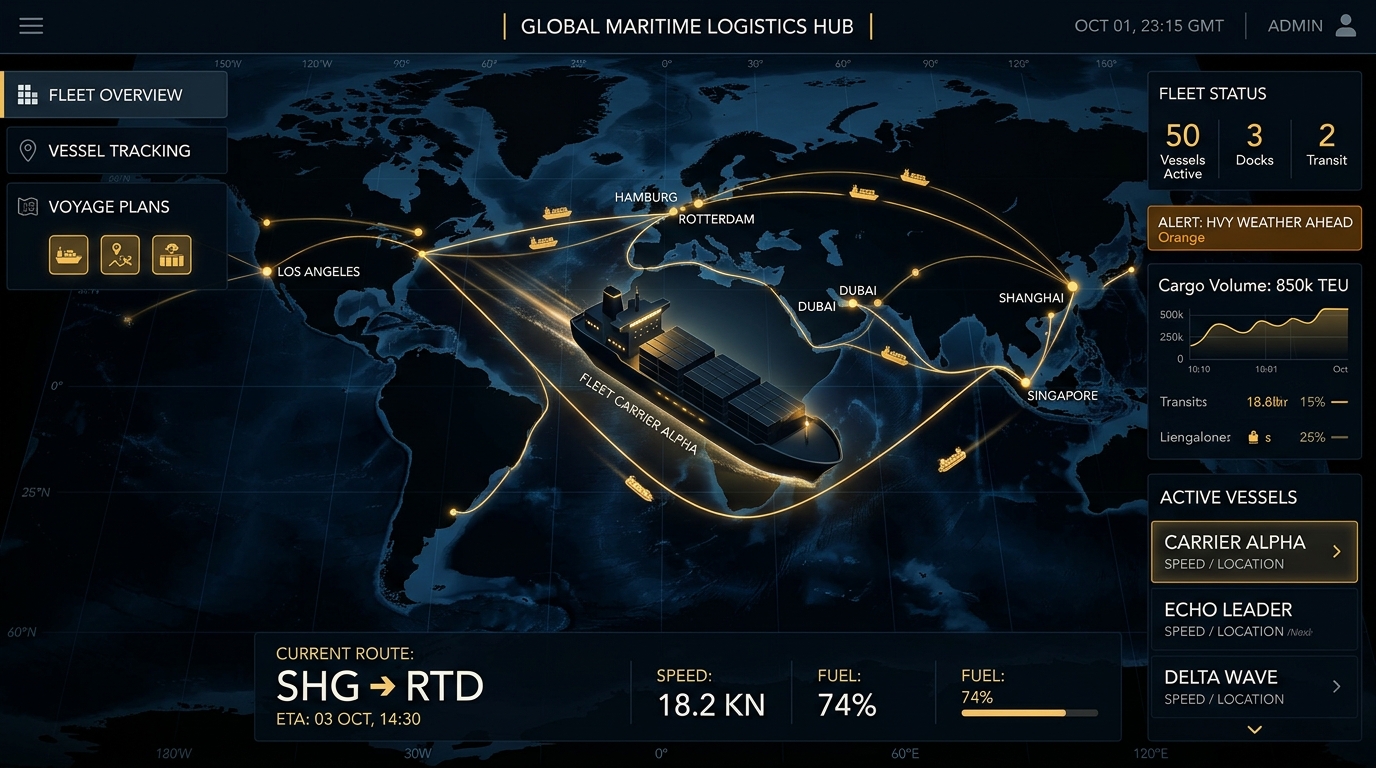 GLOBAL MARITIME LOGISTICS HUB
OCT 01, 23:15 GMT
ADMIN
150°W 120°W 90° 60° 0° 30° 60° 90° 120° 160°
FLEET OVERVIEW
VESSEL TRACKING
VOYAGE PLANS
LOS ANGELES
HAMBURG
ROTTERDAM
DUBAI
DUBAI
SHANGHAI
SINGAPORE
FLEET CARRIER ALPHA
0°
25°N
60°N
FLEET STATUS
50 3 2
Vessels Active
Docks
Transit
ALERT: HVY WEATHER AHEAD
Orange
Cargo Volume: 850k TEU
500k
250k
0
10:10 10:01 Oct
Transits 15%
25%
ACTIVE VESSELS
CARRIER ALPHA
SPEED / LOCATION
ECHO LEADER
SPEED / LOCATION
DELTA WAVE
SPEED / LOCATION
CURRENT ROUTE:
SHG → RTD
ETA: 03 OCT, 14:30
SPEED:
18.2 KN
FUEL:
74%
FUEL:
74%
180°W 30W 0° 60°E 120°E